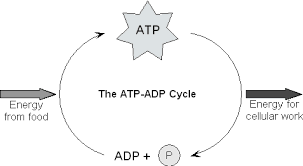 ATP
The ATP-ADP Cycle
Energy
from food
Energy for
cellular work
ADP + P